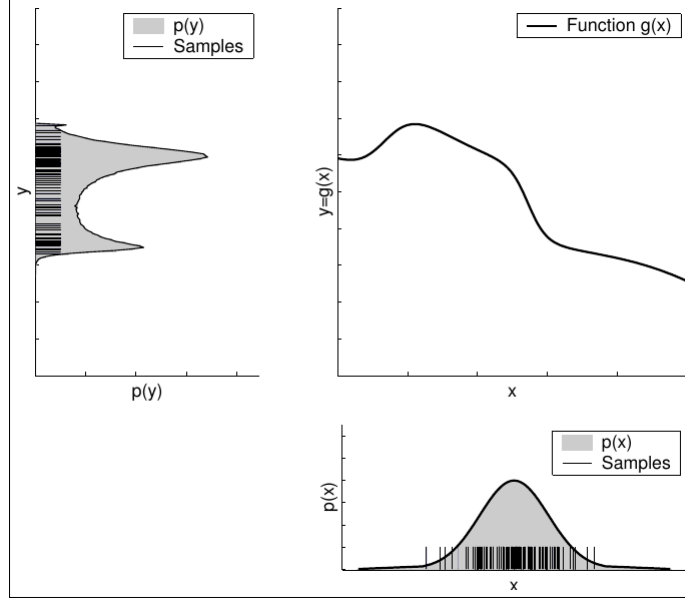 p(y)
Samples
y
p(y)
Function g(x)
y=g(x)
x
p(x)
Samples
p(x)
x